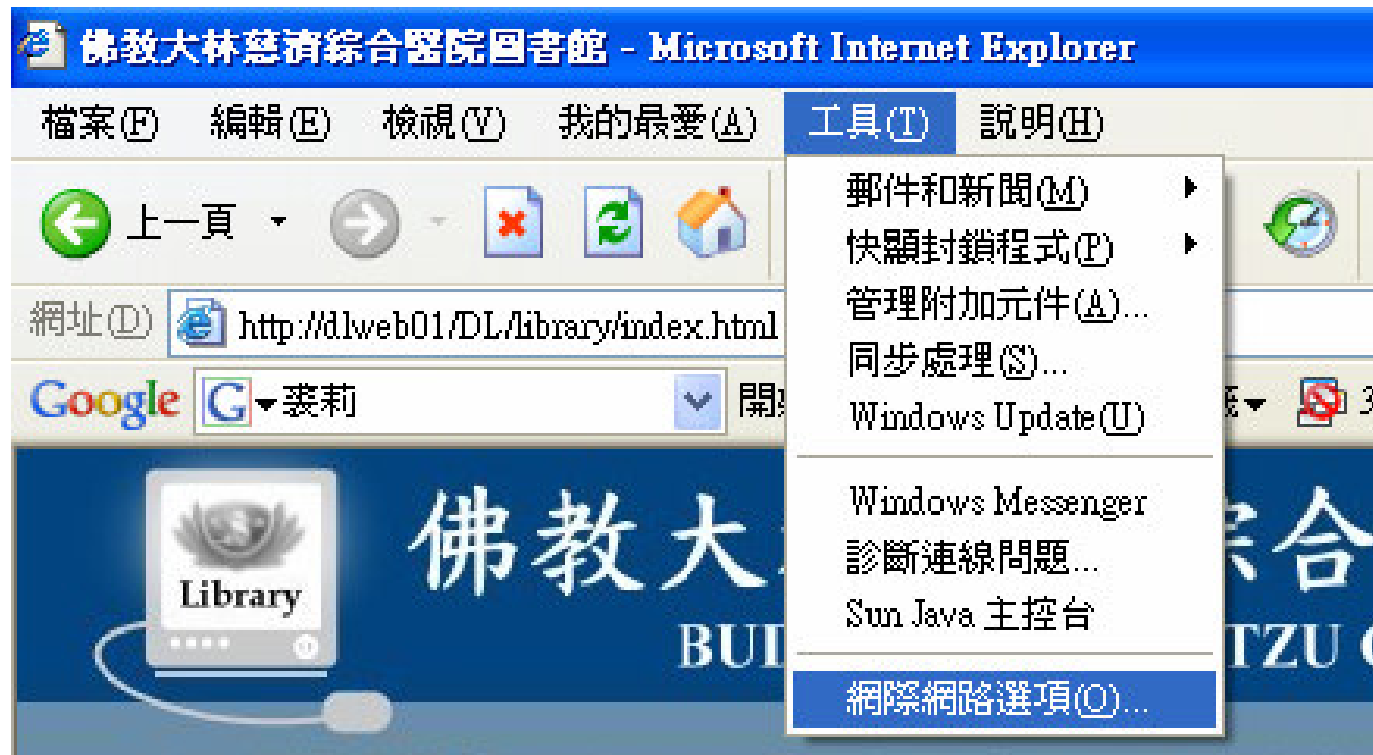 佛教大林慈濟綜合醫院圖書館 - Microsoft Internet Explorer
檔案(F) 編輯(E) 檢視(V) 我的最愛(A) 工具(T) 說明(H)
上一頁
郵件和新聞(M)
快顯封鎖程式(P)
管理附加元件(A)...
同步處理(S)...
Windows Update(U)
Windows Messenger
診斷連線問題...
Sun Java 主控台
網際網路選項(O)...
網址(D) http://dlweb01/DL/library/index.html
Google G 裘莉 開 3
佛教大 合
Library
BUD TZU C